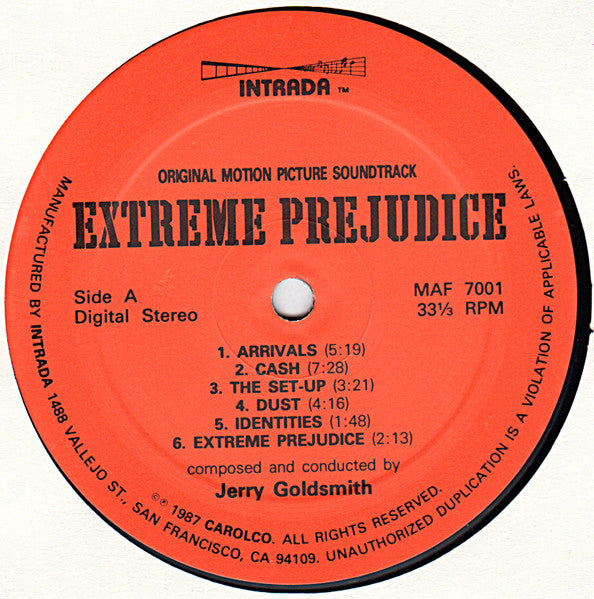 INTRADA ™
ORIGINAL MOTION PICTURE SOUNDTRACK
EXTREME PREJUDICE
Side A
Digital Stereo
MAF 7001
33⅓ RPM
1. ARRIVALS (5:19)
2. CASH (7:28)
3. THE SET-UP (3:21)
4. DUST (4:16)
5. IDENTITIES (1:48)
6. EXTREME PREJUDICE (2:13)
composed and conducted by
Jerry Goldsmith
©℗ 1987 CAROLCO. ALL RIGHTS RESERVED.
MANUFACTURED BY INTRADA 1488 VALLEJO ST., SAN FRANCISCO, CA 94109. UNAUTHORIZED DUPLICATION IS A VIOLATION OF APPLICABLE LAWS.